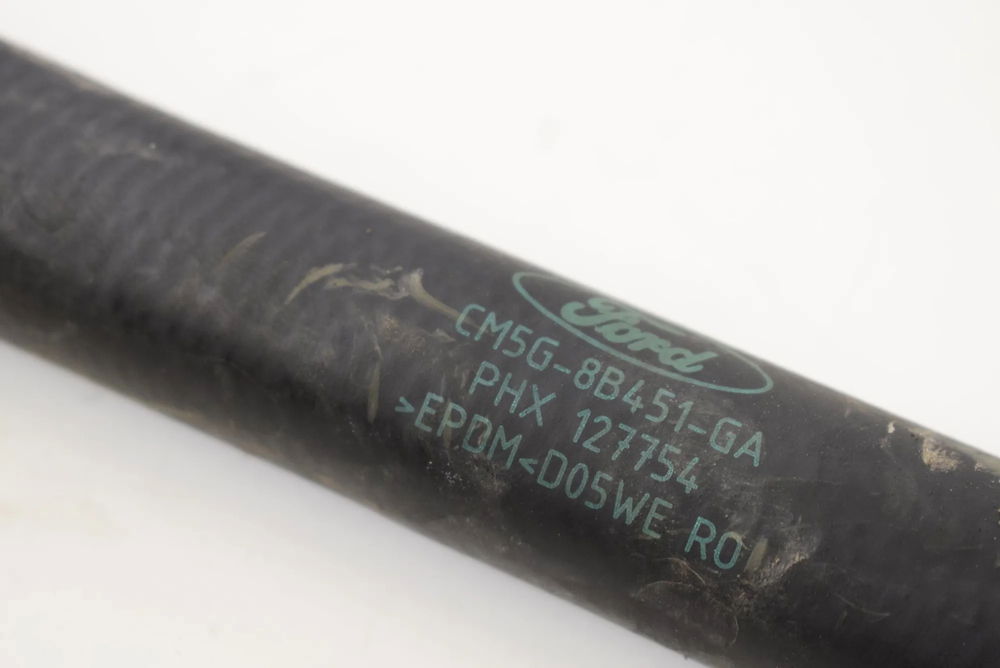 Ford
CM5G-8B451-GA
PHX 127754
>EPDM<D05WE RO